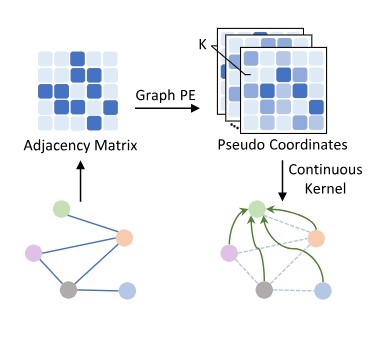 K
Graph PE
Adjacency Matrix
Pseudo Coordinates
Continuous
Kernel